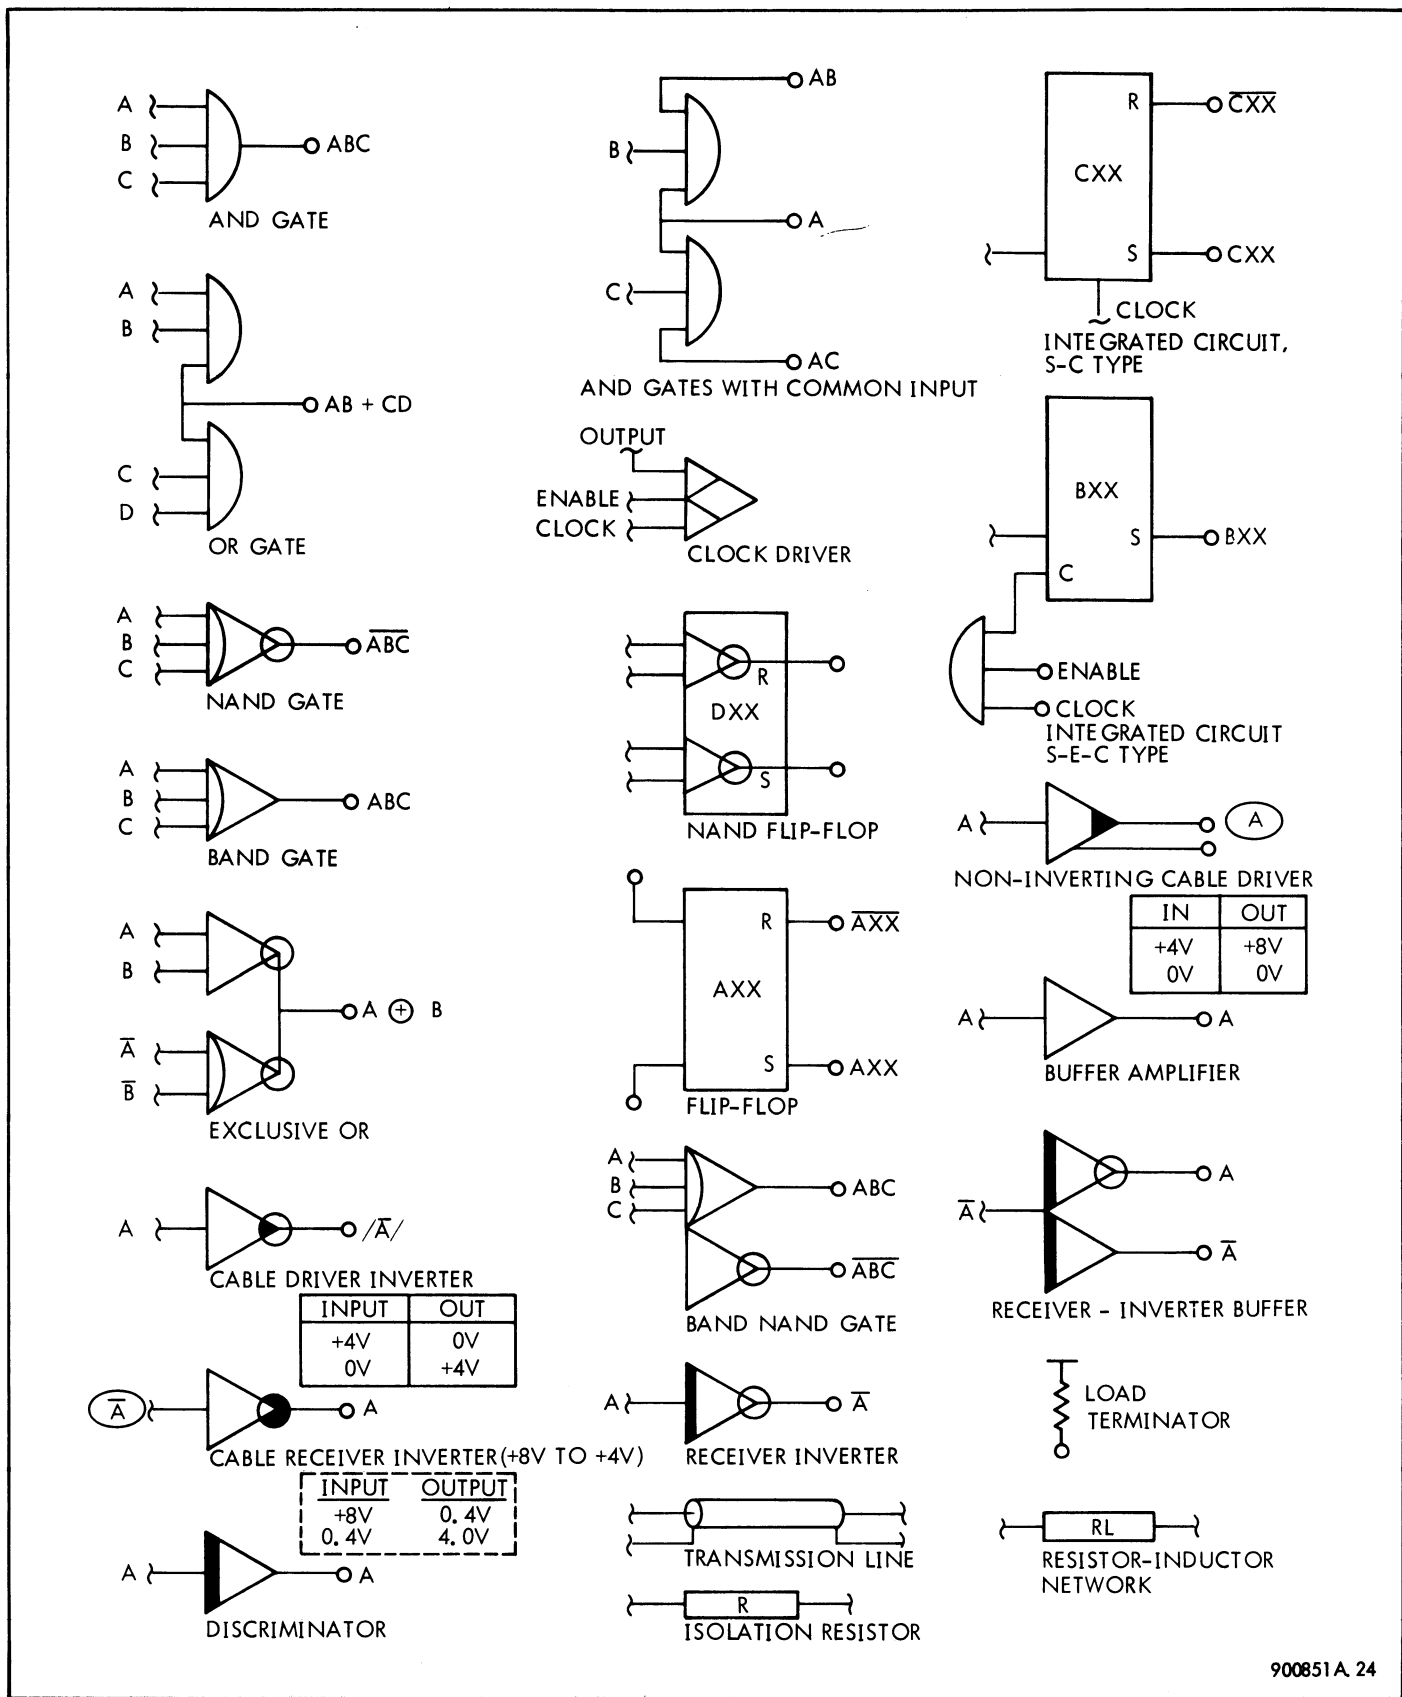 A
B
C
ABC
AND GATE
A
B
AB + CD
C
D
OR GATE
A
B
C
A̅B̅C̅
NAND GATE
A
B
C
ABC
BAND GATE
A
B
A ⊕ B
A̅
B̅
EXCLUSIVE OR
A
/A̅/
CABLE DRIVER INVERTER
INPUT OUT
+4V 0V
0V +4V
A̅
A
CABLE RECEIVER INVERTER (+8V TO +4V)
INPUT OUTPUT
+8V 0.4V
0.4V 4.0V
A
A
DISCRIMINATOR
AB
B
A
C
AC
AND GATES WITH COMMON INPUT
OUTPUT
ENABLE
CLOCK
CLOCK DRIVER
R
DXX
S
NAND FLIP-FLOP
R
A̅X̅X̅
AXX
S
AXX
FLIP-FLOP
A
B
C
ABC
A̅B̅C̅
BAND NAND GATE
A
A̅
RECEIVER INVERTER
TRANSMISSION LINE
R
ISOLATION RESISTOR
R
C̅X̅X̅
CXX
S
CXX
CLOCK
INTEGRATED CIRCUIT,
S-C TYPE
BXX
S
BXX
C
ENABLE
CLOCK
INTEGRATED CIRCUIT
S-E-C TYPE
A
A
NON-INVERTING CABLE DRIVER
IN OUT
+4V +8V
0V 0V
A
A
BUFFER AMPLIFIER
A
A̅
A̅
RECEIVER - INVERTER BUFFER
LOAD
TERMINATOR
RL
RESISTOR-INDUCTOR
NETWORK
900851A.24